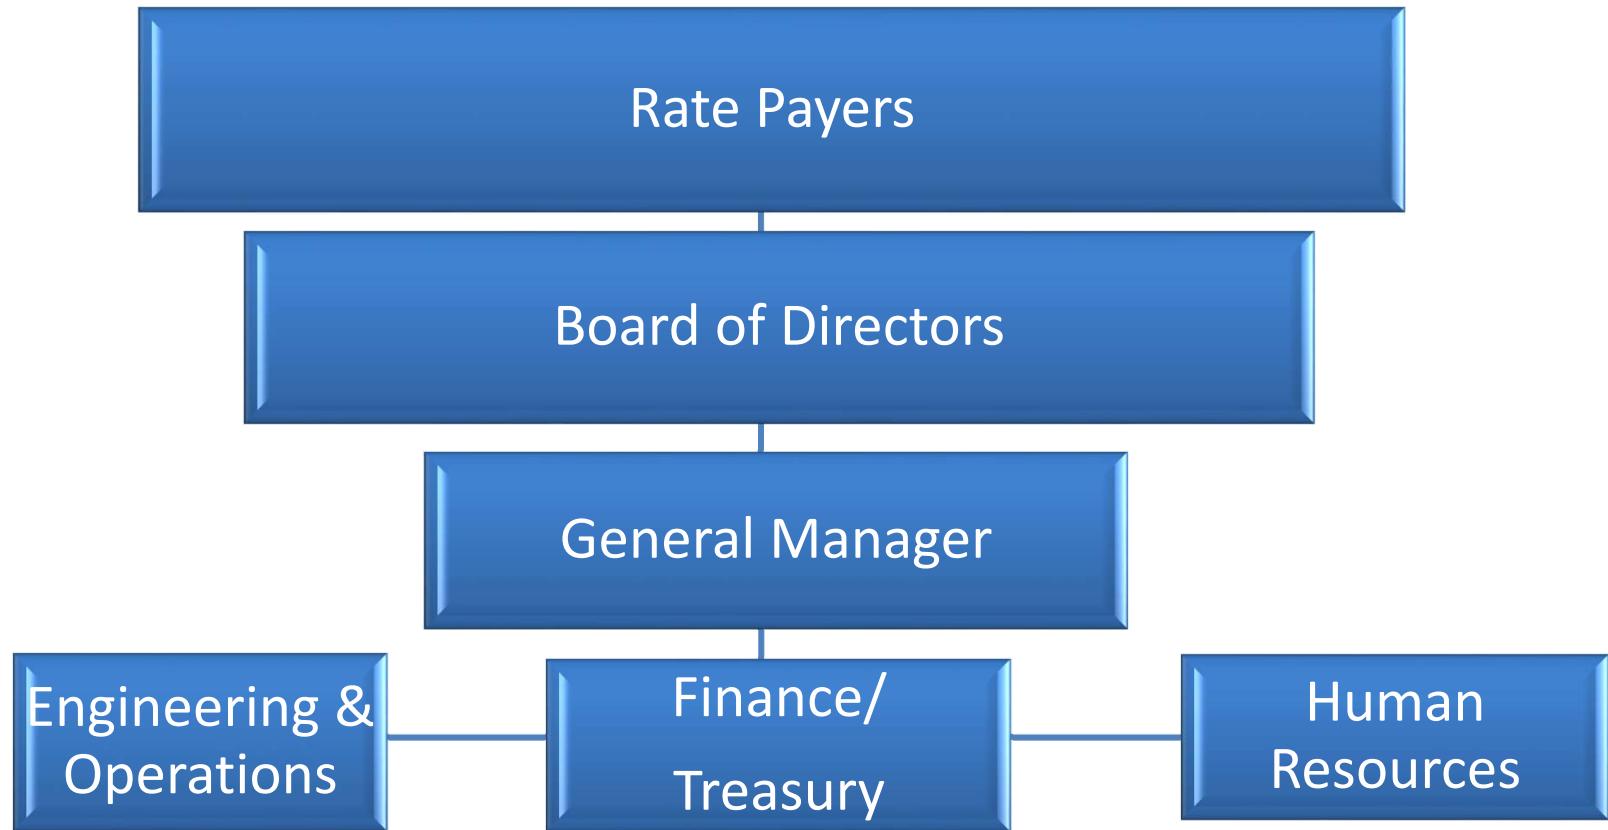 Rate Payers
Board of Directors
General Manager
Engineering &
Operations
Finance/
Treasury
Human
Resources